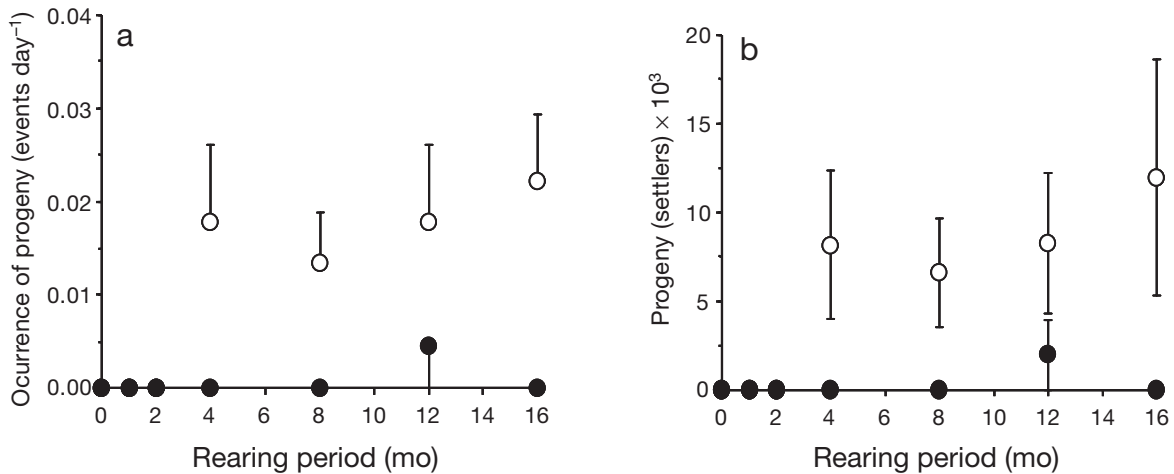 a
Ocurrence of progeny (events day⁻¹)
0.04
0.03
0.02
0.01
0.00
0 2 4 6 8 10 12 14 16
Rearing period (mo)
b
Progeny (settlers) × 10³
20
15
10
5
0
0 2 4 6 8 10 12 14 16
Rearing period (mo)